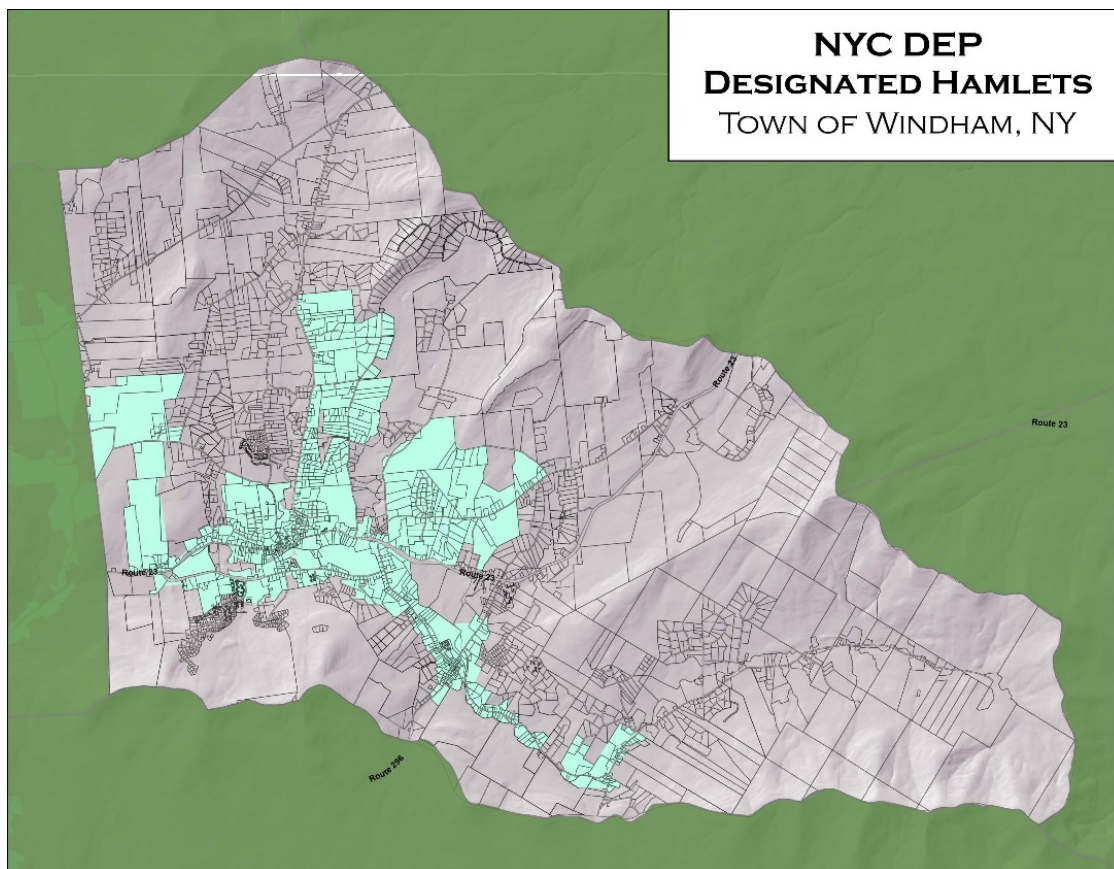 NYC DEP
DESIGNATED HAMLETS
TOWN OF WINDHAM, NY
Route 23
Route 23
Route 23
Route 23
Route 296